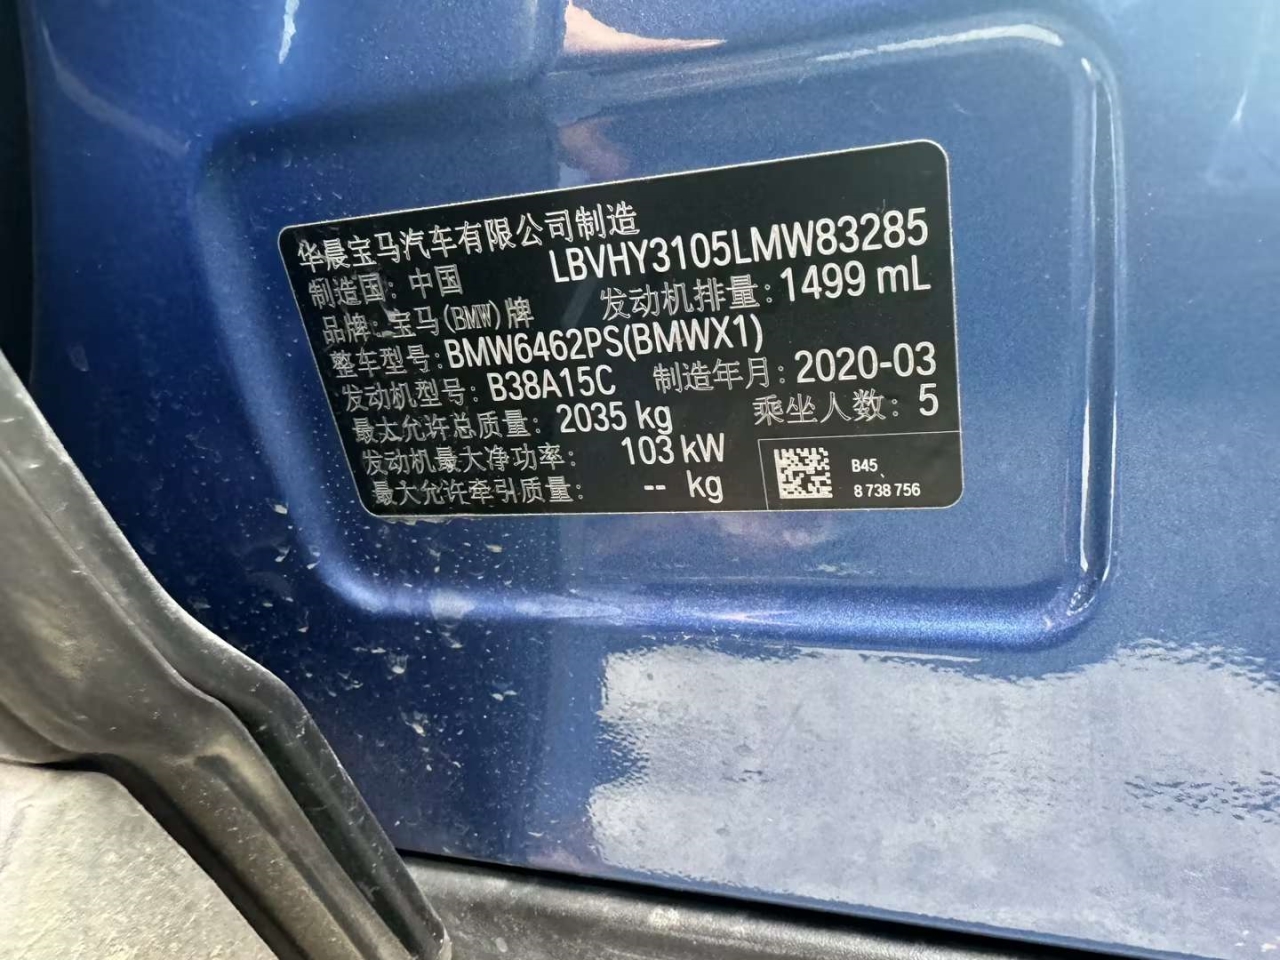 华晨宝马汽车有限公司制造
制造国：中国 LBVHY3105LMW83285
品牌：宝马(BMW)牌 发动机排量：1499 mL
整车型号：BMW6462PS(BMWX1)
发动机型号：B38A15C 制造年月：2020-03
最大允许总质量：2035 kg 乘坐人数：5
发动机最大净功率：103 kW
最大允许牵引质量：-- kg
B45
8 738 756